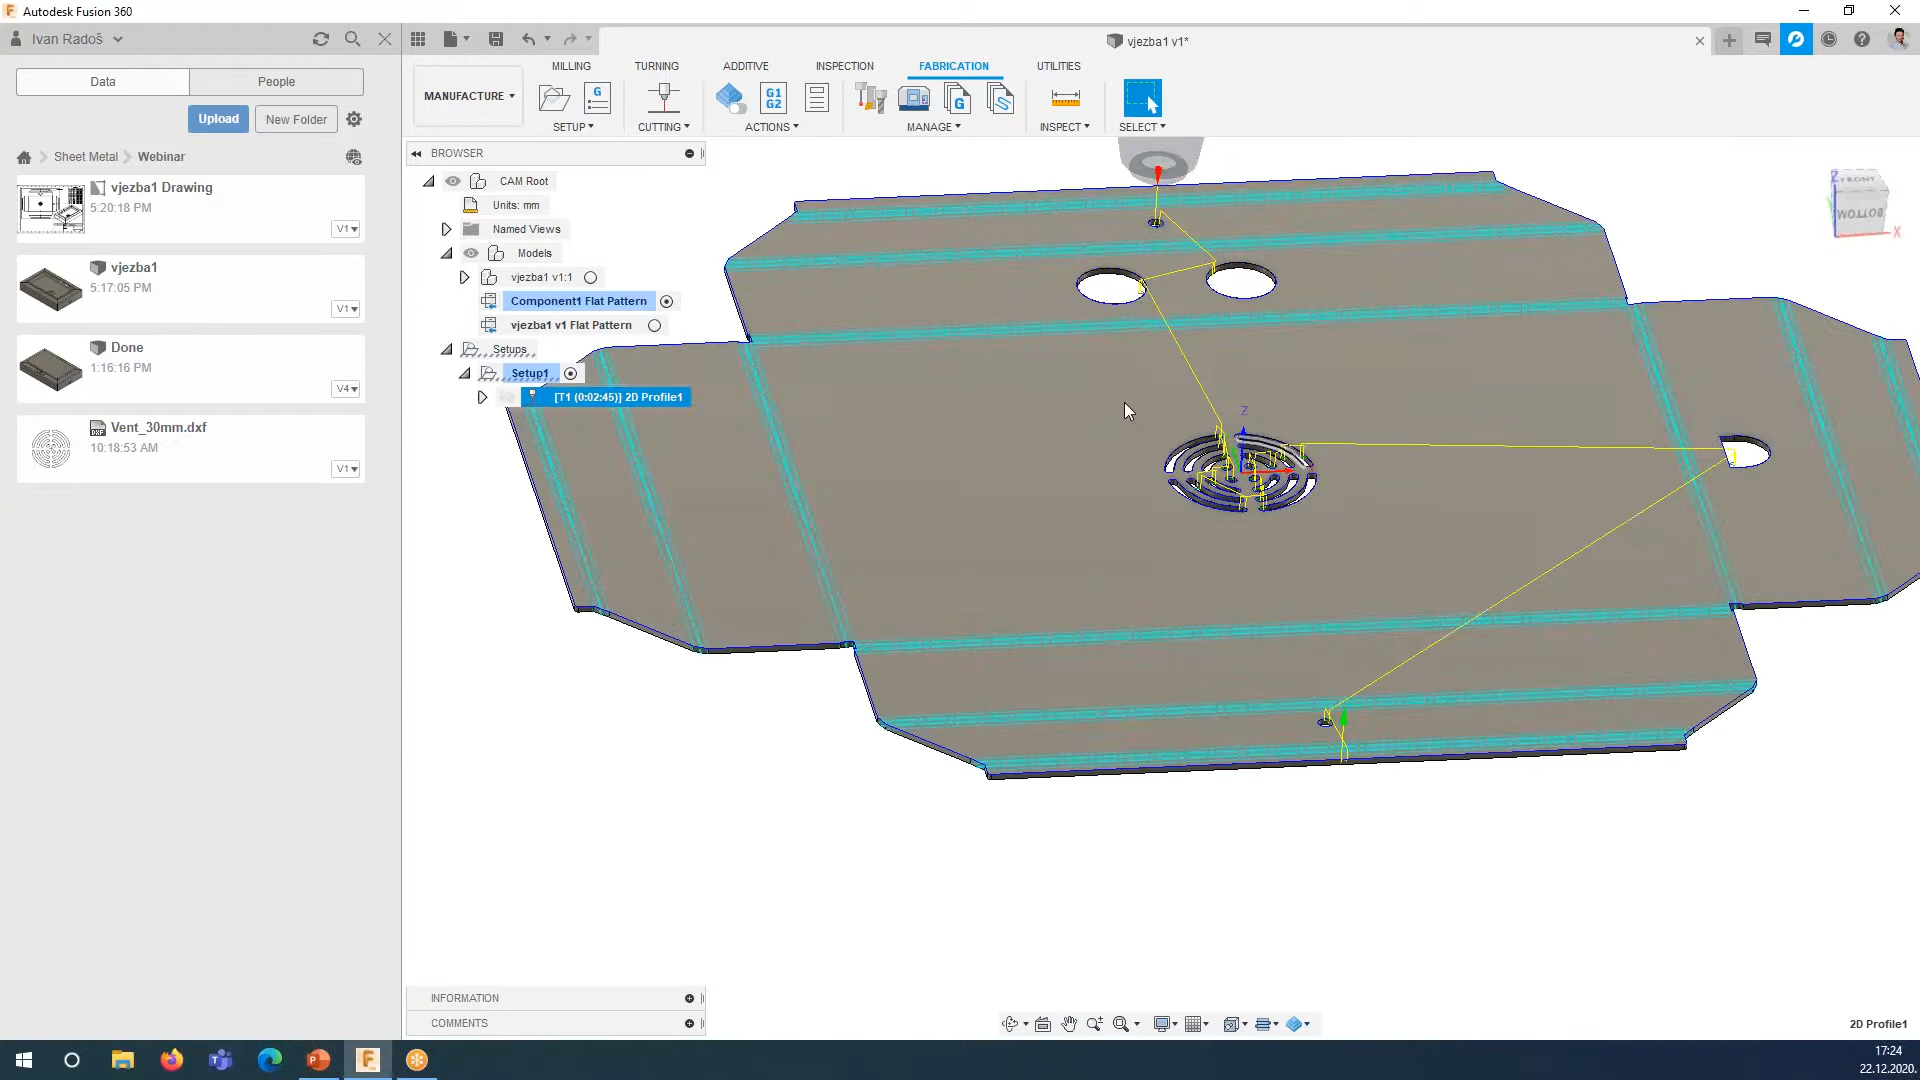 Autodesk Fusion 360
Ivan Radoš
vjezba1 v1*
Data
People
Upload
New Folder
Sheet Metal
Webinar
vjezba1 Drawing
5:20:18 PM
V1
vjezba1
5:17:05 PM
V1
Done
1:16:16 PM
V4
Vent_30mm.dxf
10:18:53 AM
V1
MANUFACTURE
MILLING
TURNING
ADDITIVE
INSPECTION
FABRICATION
UTILITIES
G
G1
G2
G
SETUP
CUTTING
ACTIONS
MANAGE
INSPECT
SELECT
BROWSER
CAM Root
Units: mm
Named Views
Models
vjezba1 v1:1
Component1 Flat Pattern
vjezba1 v1 Flat Pattern
Setups
Setup1
[T1 (0:02:45)] 2D Profile1
Z
Z
FRONT
BOTTOM
X
INFORMATION
COMMENTS
2D Profile1
17:24
22.12.2020.